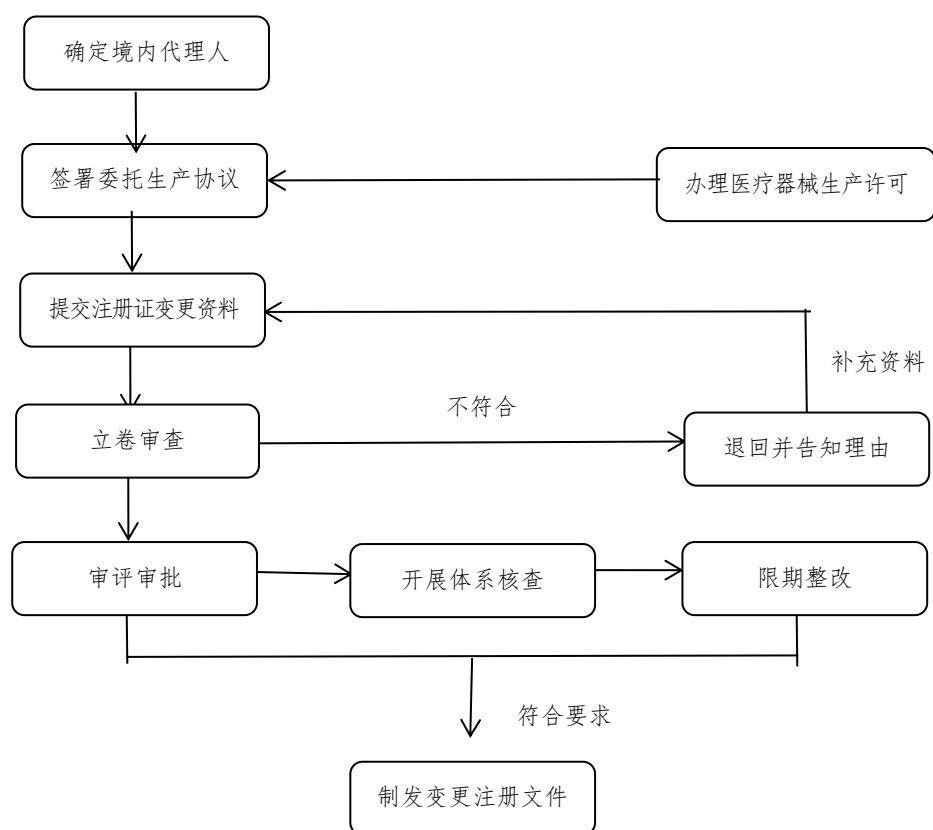 确定境内代理人
签署委托生产协议
办理医疗器械生产许可
提交注册证变更资料
补充资料
不符合
立卷审查
退回并告知理由
审评审批
开展体系核查
限期整改
符合要求
制发变更注册文件